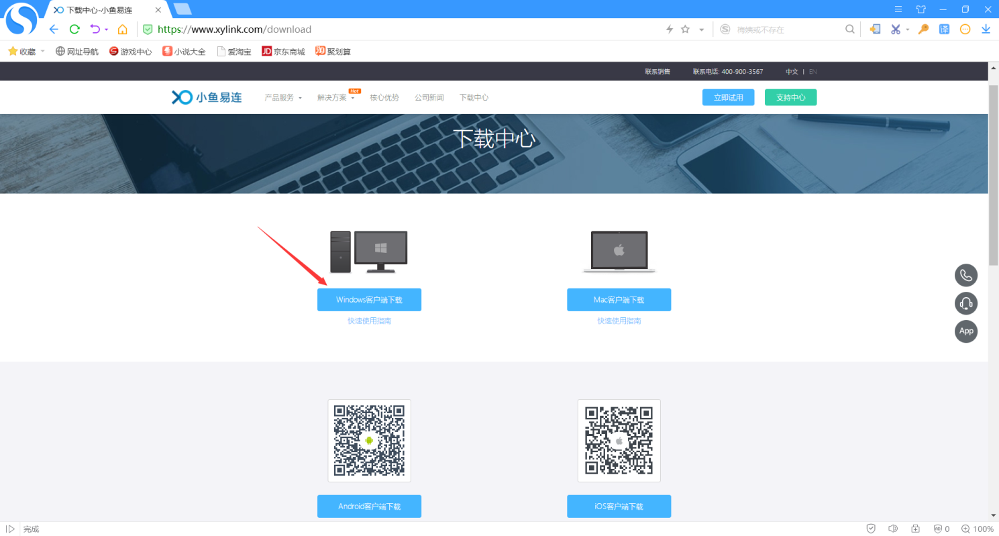 下载中心-小鱼易连
https://www.xylink.com/download
梅姨或不存在
译
收藏 网址导航 游戏中心 小说大全 爱淘宝 JD 京东商城 淘 聚划算
联系销售 联系电话: 400-900-3567 中文 | EN
小鱼易连 产品服务 解决方案 Hot 核心优势 公司新闻 下载中心 立即试用 支持中心
下载中心
Windows客户端下载 Mac客户端下载
快速使用指南 快速使用指南
App
Android客户端下载 iOS客户端下载
完成 AD 0 100%